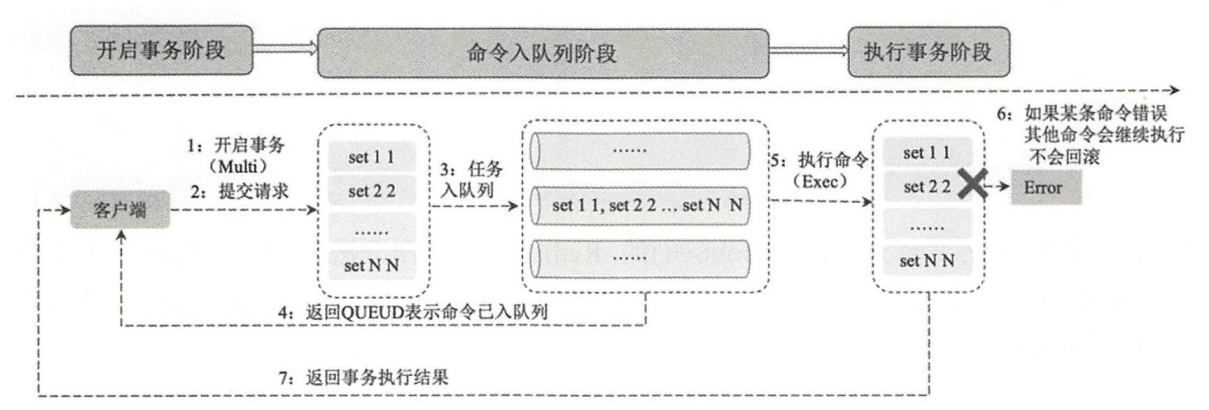 开启事务阶段
命令入队列阶段
执行事务阶段
1：开启事务
（Multi）
2：提交请求
客户端
set 1 1
set 2 2
……
set N N
3：任务
入队列
……
set 1 1, set 2 2 … set N N
……
4：返回QUEUD表示命令已入队列
5：执行命令
（Exec）
set 1 1
set 2 2
……
set N N
6：如果某条命令错误
其他命令会继续执行
不会回滚
Error
7：返回事务执行结果